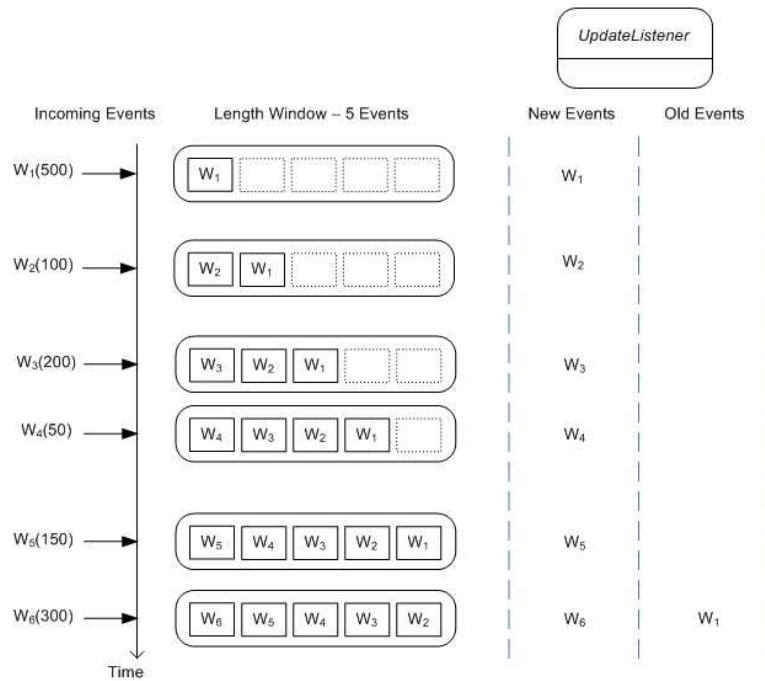 UpdateListener
Incoming Events Length Window – 5 Events New Events Old Events
W₁(500) W₁ W₁
W₂(100) W₂ W₁ W₂
W₃(200) W₃ W₂ W₁ W₃
W₄(50) W₄ W₃ W₂ W₁ W₄
W₅(150) W₅ W₄ W₃ W₂ W₁ W₅
W₆(300) W₆ W₅ W₄ W₃ W₂ W₆ W₁
Time